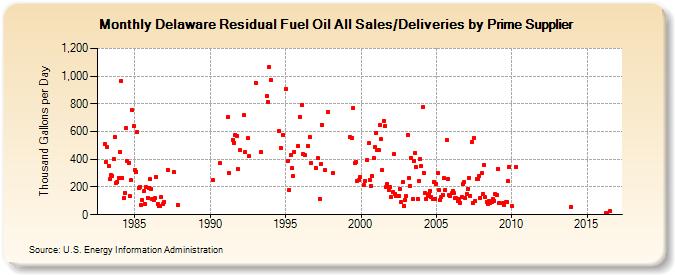 Monthly Delaware Residual Fuel Oil All Sales/Deliveries by Prime Supplier
Thousand Gallons per Day
1,200
1,000
800
600
400
200
0
1985 1990 1995 2000 2005 2010 2015
Source: U.S. Energy Information Administration